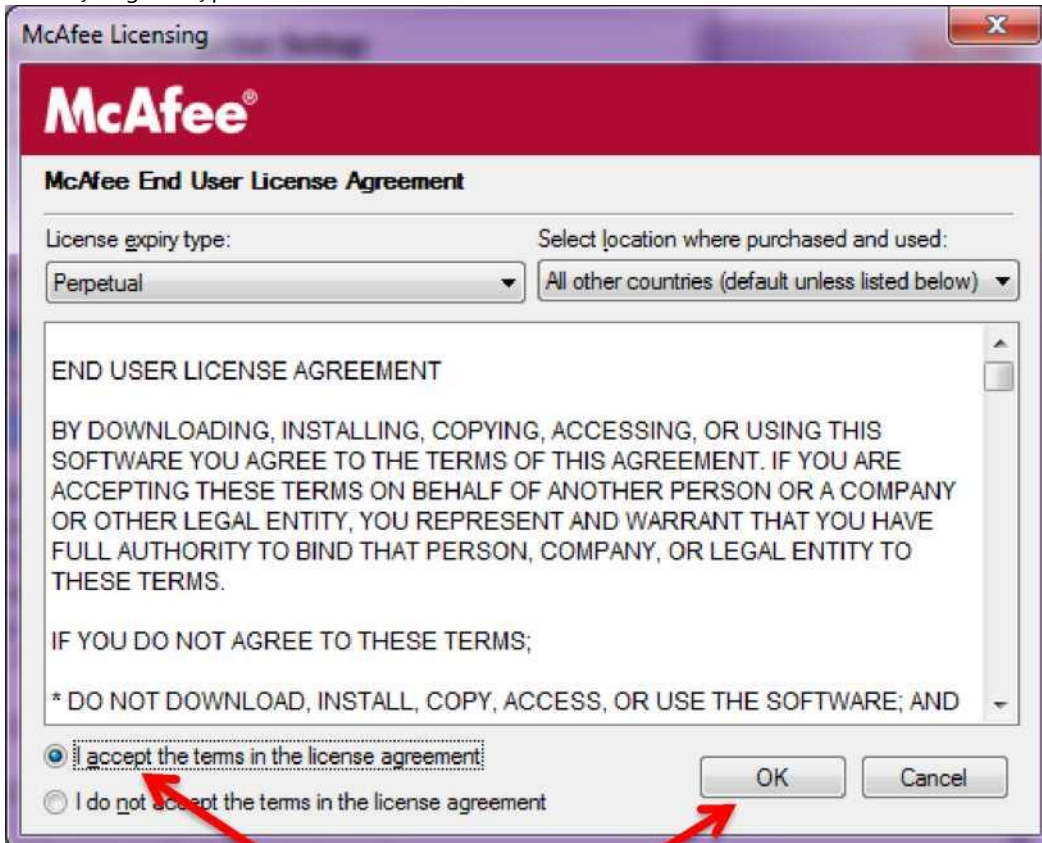 McAfee Licensing
McAfee®
McAfee End User License Agreement
License expiry type:
Select location where purchased and used:
Perpetual
All other countries (default unless listed below)
END USER LICENSE AGREEMENT
BY DOWNLOADING, INSTALLING, COPYING, ACCESSING, OR USING THIS
SOFTWARE YOU AGREE TO THE TERMS OF THIS AGREEMENT. IF YOU ARE
ACCEPTING THESE TERMS ON BEHALF OF ANOTHER PERSON OR A COMPANY
OR OTHER LEGAL ENTITY, YOU REPRESENT AND WARRANT THAT YOU HAVE
FULL AUTHORITY TO BIND THAT PERSON, COMPANY, OR LEGAL ENTITY TO
THESE TERMS.
IF YOU DO NOT AGREE TO THESE TERMS;
* DO NOT DOWNLOAD, INSTALL, COPY, ACCESS, OR USE THE SOFTWARE; AND
I accept the terms in the license agreement
I do not accept the terms in the license agreement
OK
Cancel